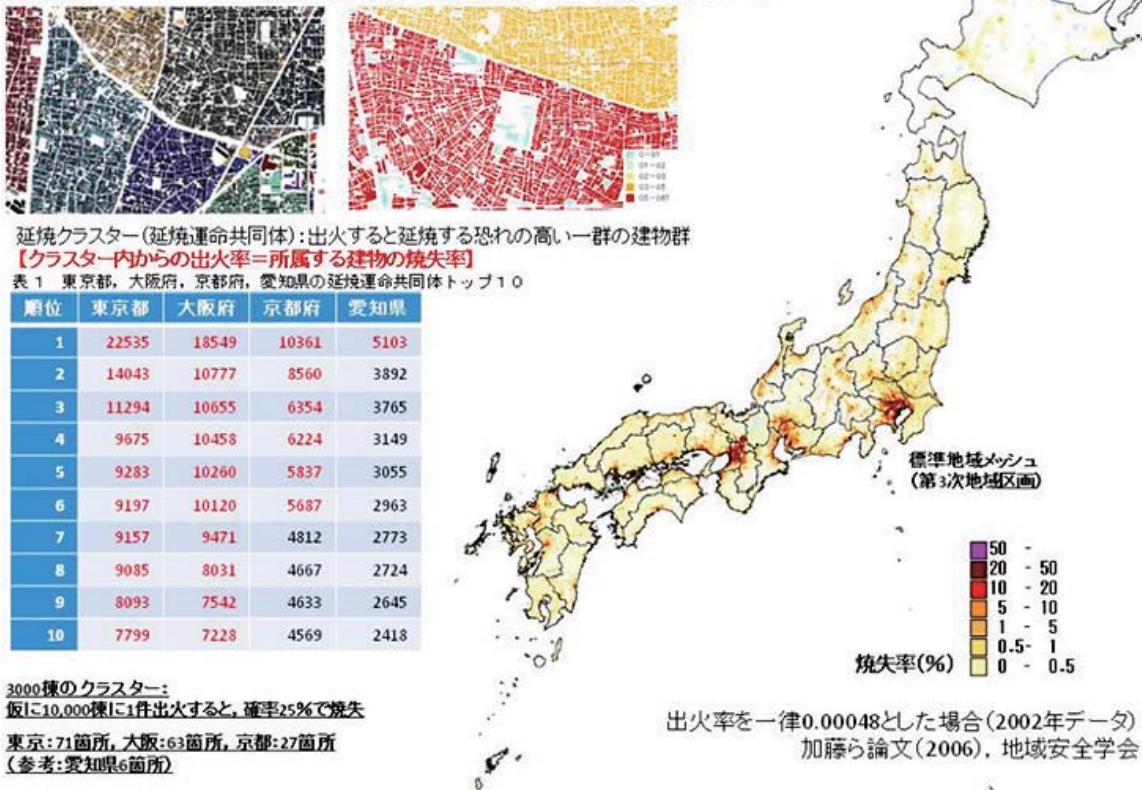 0-01
01-02
02-03
03-05
延焼クラスター(延焼運命共同体):出火すると延焼する恐れの高い一群の建物群
【クラスター内からの出火率=所属する建物の焼失率】
表1 東京都,大阪府,京都府,愛知県の延焼運命共同体トップ10
順位 東京都 大阪府 京都府 愛知県
1 22535 18549 10361 5103
2 14043 10777 8560 3892
3 11294 10655 6354 3765
4 9675 10458 6224 3149
5 9283 10260 5837 3055
6 9197 10120 5687 2963
7 9157 9471 4812 2773
8 9085 8031 4667 2724
9 8093 7542 4633 2645
10 7799 7228 4569 2418
3000棟のクラスター:
仮に10,000棟に1件出火すると,確率25%で焼失
東京:71箇所,大阪:63箇所,京都:27箇所
(参考:愛知県6箇所)
標準地域メッシュ
(第3次地域区画)
50 -
20 - 50
10 - 20
5 - 10
1 - 5
0.5- 1
0 - 0.5
焼失率(%)
出火率を一律0.00048とした場合(2002年データ)
加藤ら論文(2006),地域安全学会